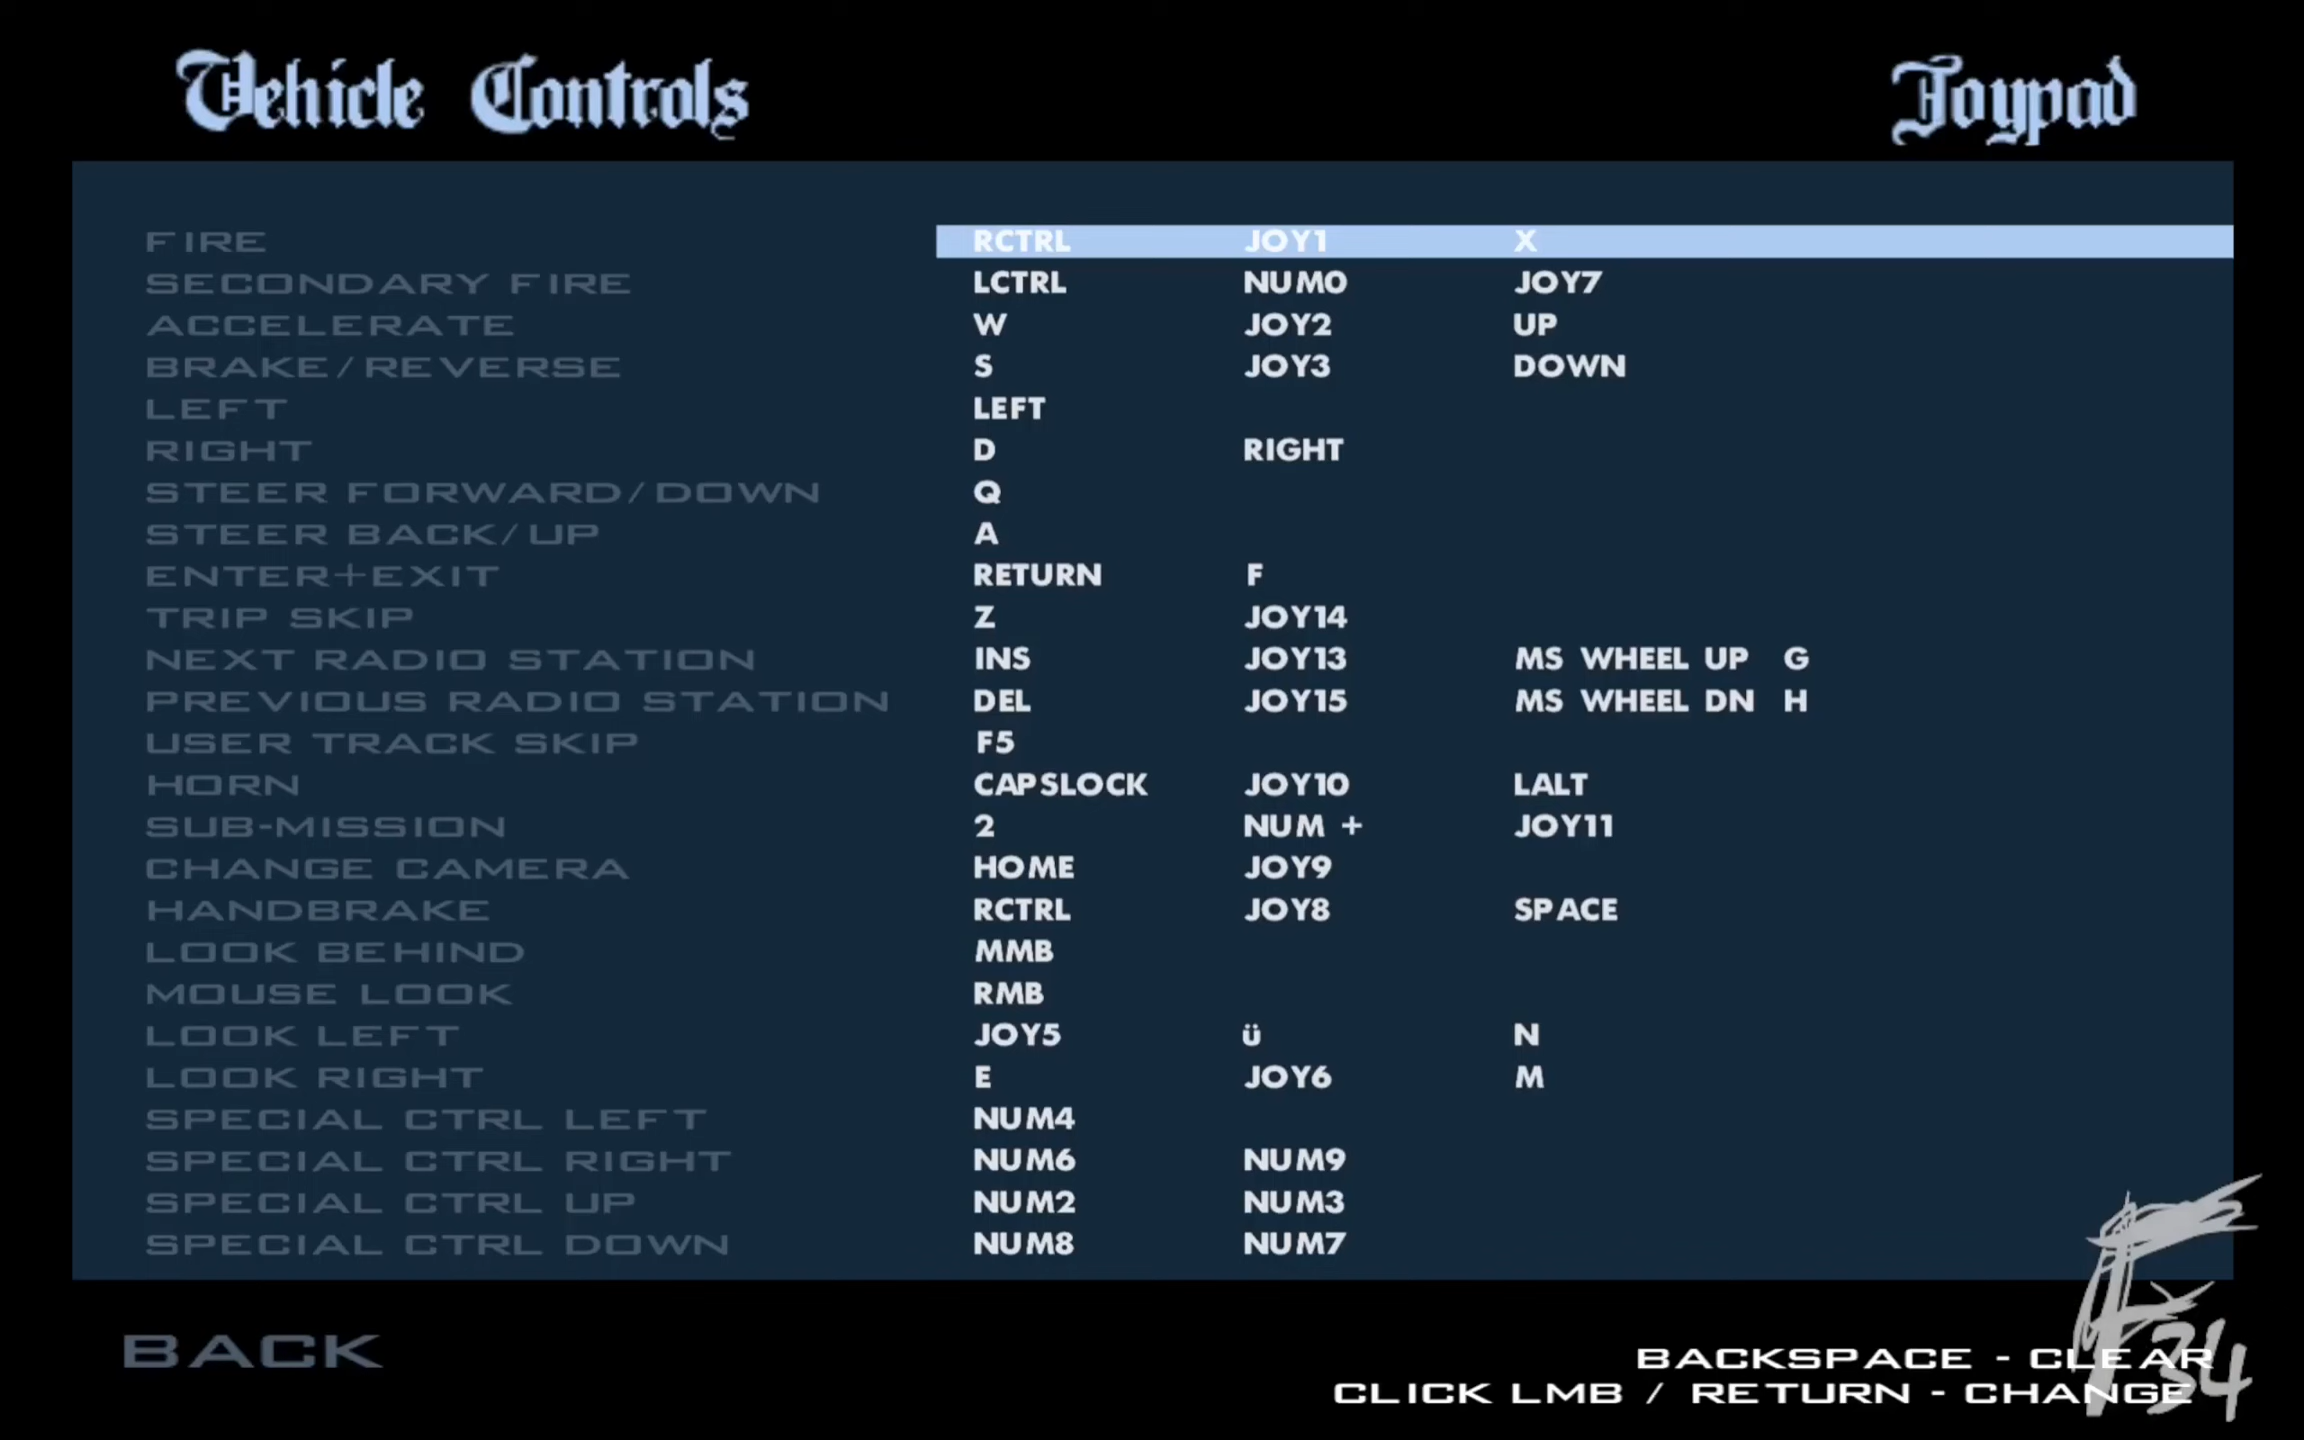 Vehicle Controls Joypad
FIRE RCTRL JOY1 X
SECONDARY FIRE LCTRL NUM0 JOY7
ACCELERATE W JOY2 UP
BRAKE/REVERSE S JOY3 DOWN
LEFT LEFT
RIGHT D RIGHT
STEER FORWARD/DOWN Q
STEER BACK/UP A
ENTER+EXIT RETURN F
TRIP SKIP Z JOY14
NEXT RADIO STATION INS JOY13 MS WHEEL UP G
PREVIOUS RADIO STATION DEL JOY15 MS WHEEL DN H
USER TRACK SKIP F5
HORN CAPSLOCK JOY10 LALT
SUB-MISSION 2 NUM + JOY11
CHANGE CAMERA HOME JOY9
HANDBRAKE RCTRL JOY8 SPACE
LOOK BEHIND MMB
MOUSE LOOK RMB
LOOK LEFT JOY5 ü N
LOOK RIGHT E JOY6 M
SPECIAL CTRL LEFT NUM4
SPECIAL CTRL RIGHT NUM6 NUM9
SPECIAL CTRL UP NUM2 NUM3
SPECIAL CTRL DOWN NUM8 NUM7
BACK
BACKSPACE - CLEAR
CLICK LMB / RETURN - CHANGE
F34